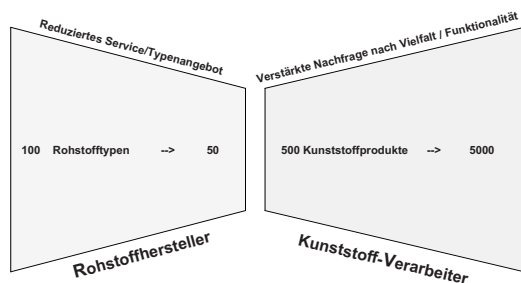 Reduziertes Service/Typenangebot
Verstärkte Nachfrage nach Vielfalt / Funktionalität
100 Rohstofftypen --> 50
500 Kunststoffprodukte --> 5000
Rohstoffhersteller
Kunststoff-Verarbeiter